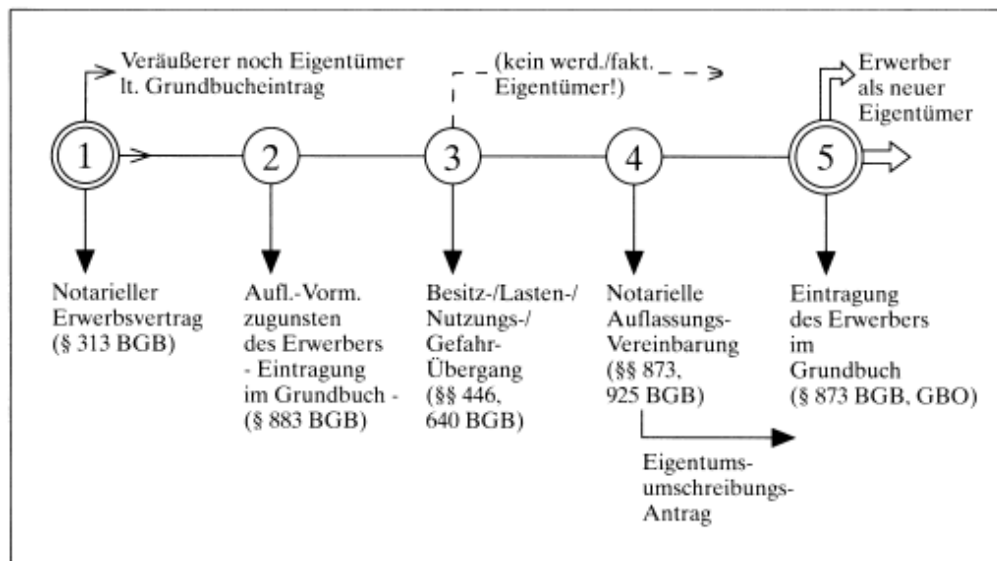 Veräußerer noch Eigentümer
lt. Grundbucheintrag
(kein werd./fakt.
Eigentümer!)
Erwerber
als neuer
Eigentümer
1
2
3
4
5
Notarieller
Erwerbsvertrag
(§ 313 BGB)
Aufl.-Vorm.
zugunsten
des Erwerbers
- Eintragung
im Grundbuch -
(§ 883 BGB)
Besitz-/Lasten-/
Nutzungs-/
Gefahr-
Übergang
(§§ 446,
640 BGB)
Notarielle
Auflassungs-
Vereinbarung
(§§ 873,
925 BGB)
Eigentums-
umschreibungs-
Antrag
Eintragung
des Erwerbers
im
Grundbuch
(§ 873 BGB, GBO)